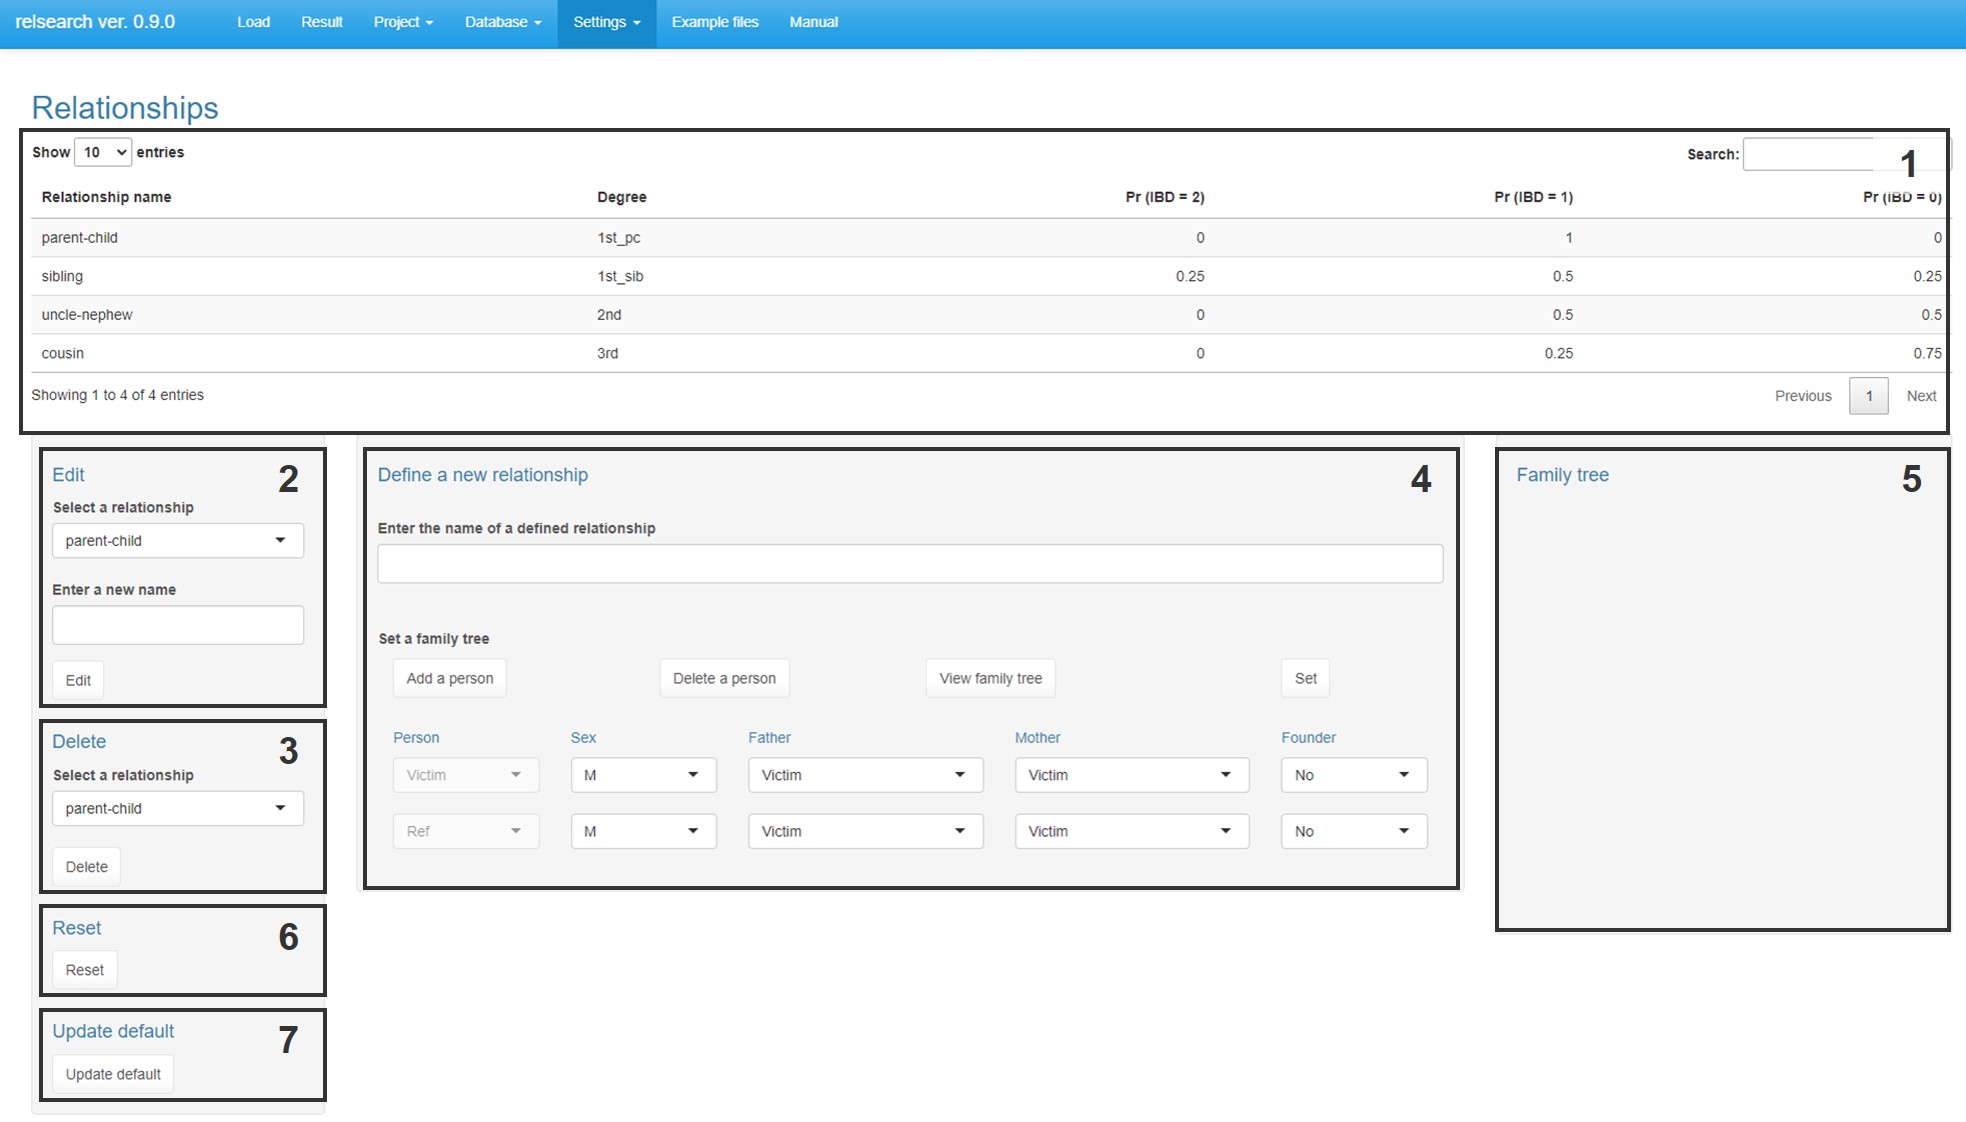 relsearch ver. 0.9.0 Load Result Project Database Settings Example files Manual
Relationships
Show 10 entries Search: 1
Relationship name Degree Pr (IBD = 2) Pr (IBD = 1) Pr (IBD = 0)
parent-child 1st_pc 0 1 0
sibling 1st_sib 0.25 0.5 0.25
uncle-nephew 2nd 0 0.5 0.5
cousin 3rd 0 0.25 0.75
Showing 1 to 4 of 4 entries Previous 1 Next
Edit 2
Select a relationship
parent-child
Enter a new name
Edit
Delete 3
Select a relationship
parent-child
Delete
Reset 6
Reset
Update default 7
Update default
Define a new relationship 4
Enter the name of a defined relationship
Set a family tree
Add a person Delete a person View family tree Set
Person Sex Father Mother Founder
Victim M Victim Victim No
Ref M Victim Victim No
Family tree 5